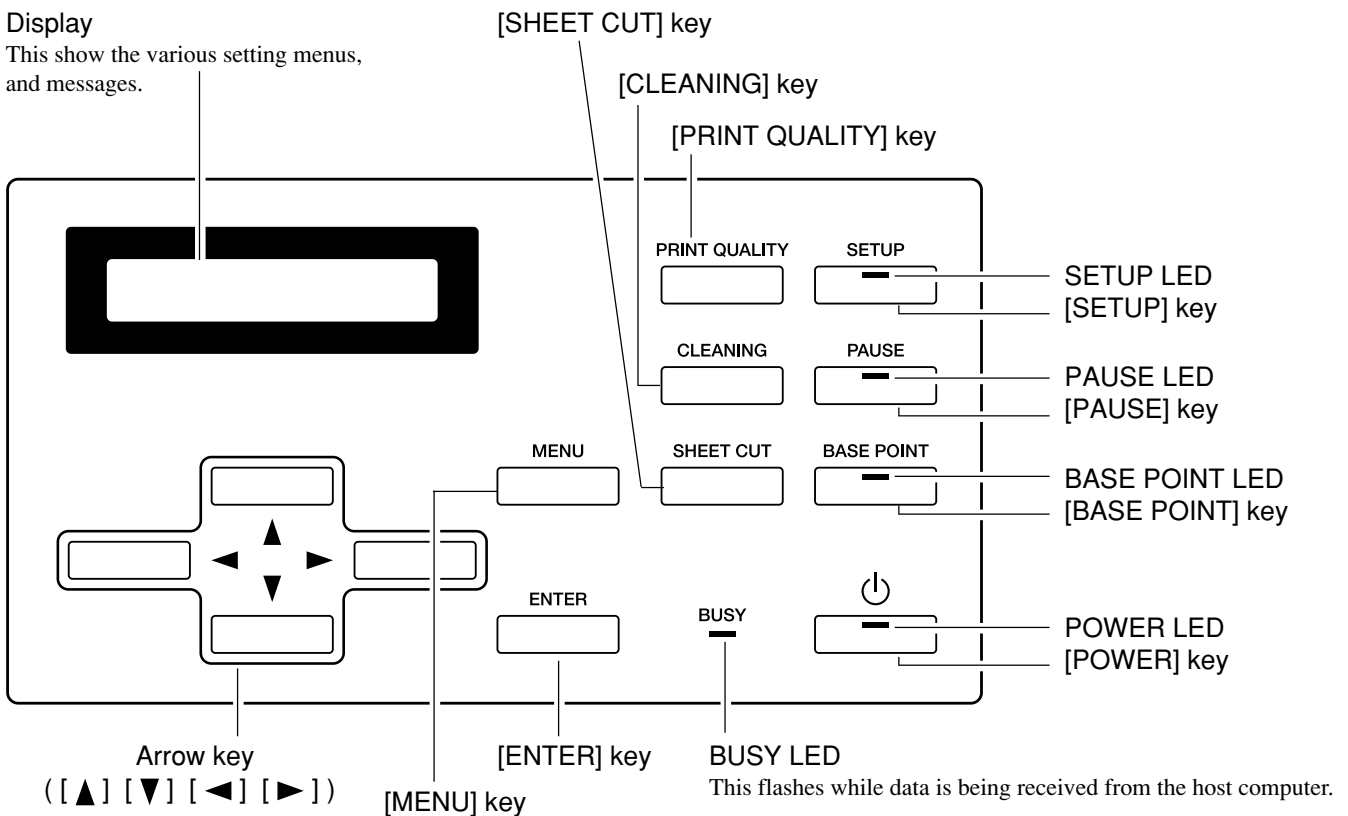 Display
This show the various setting menus,
and messages.
[SHEET CUT] key
[CLEANING] key
[PRINT QUALITY] key
PRINT QUALITY
SETUP
SETUP LED
[SETUP] key
CLEANING
PAUSE
PAUSE LED
[PAUSE] key
MENU
SHEET CUT
BASE POINT
BASE POINT LED
[BASE POINT] key
ENTER
BUSY
POWER LED
[POWER] key
Arrow key
([▲] [▼] [◄] [►])
[MENU] key
[ENTER] key
BUSY LED
This flashes while data is being received from the host computer.